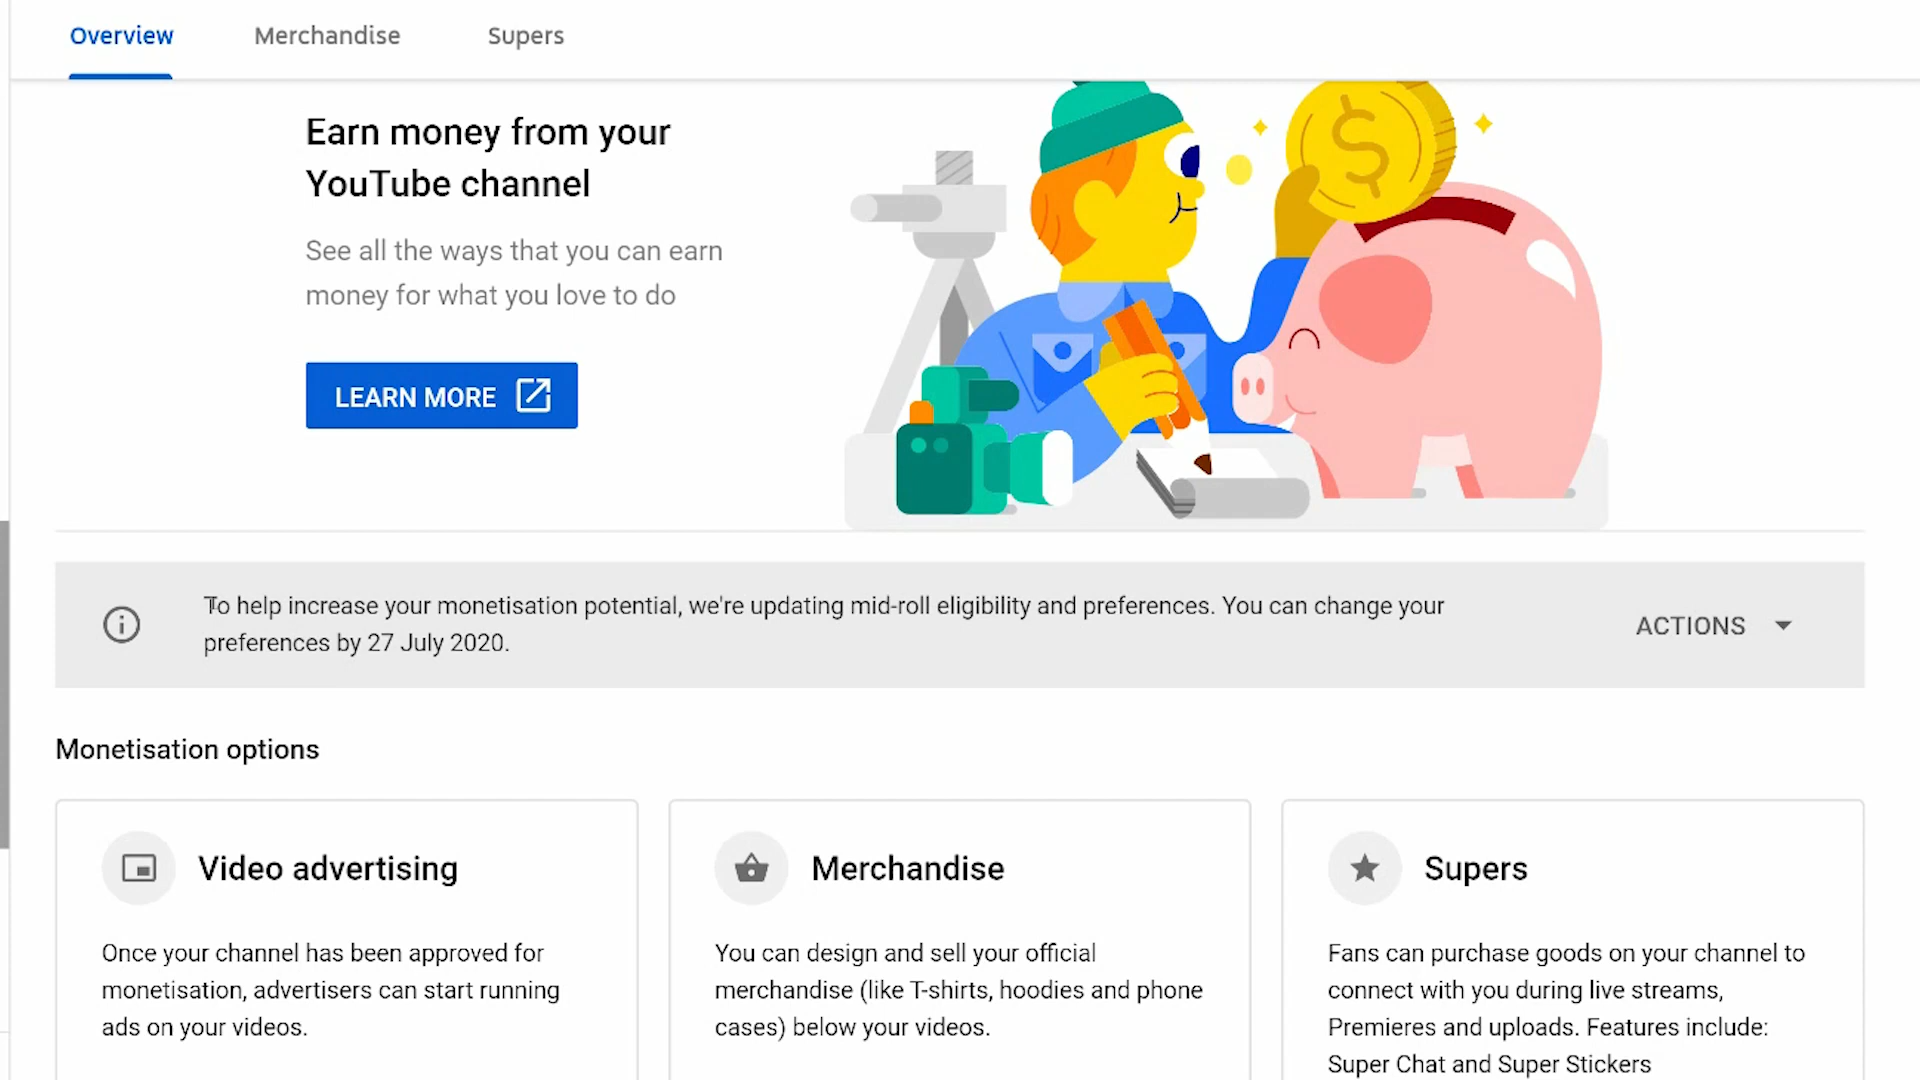 Overview Merchandise Supers
Earn money from your
YouTube channel
See all the ways that you can earn
money for what you love to do
LEARN MORE
To help increase your monetisation potential, we're updating mid-roll eligibility and preferences. You can change your
preferences by 27 July 2020.
ACTIONS
Monetisation options
Video advertising
Once your channel has been approved for
monetisation, advertisers can start running
ads on your videos.
Merchandise
You can design and sell your official
merchandise (like T-shirts, hoodies and phone
cases) below your videos.
Supers
Fans can purchase goods on your channel to
connect with you during live streams,
Premieres and uploads. Features include:
Super Chat and Super Stickers